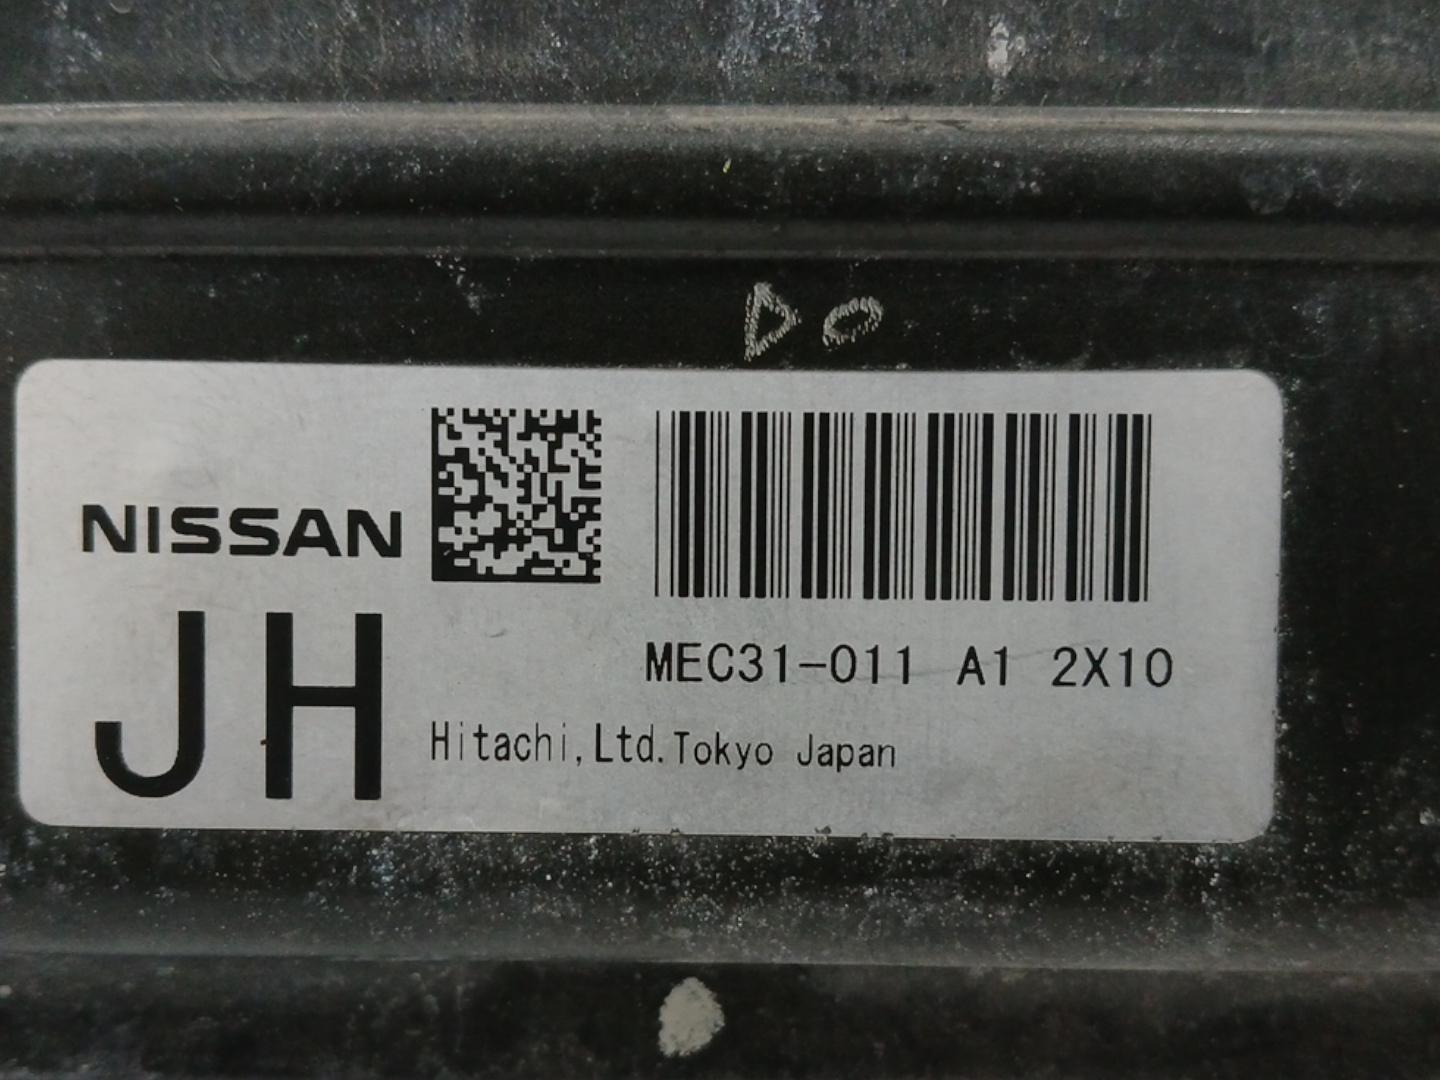 DO
NISSAN
JH
MEC31-011 A1 2X10
Hitachi,Ltd.Tokyo Japan